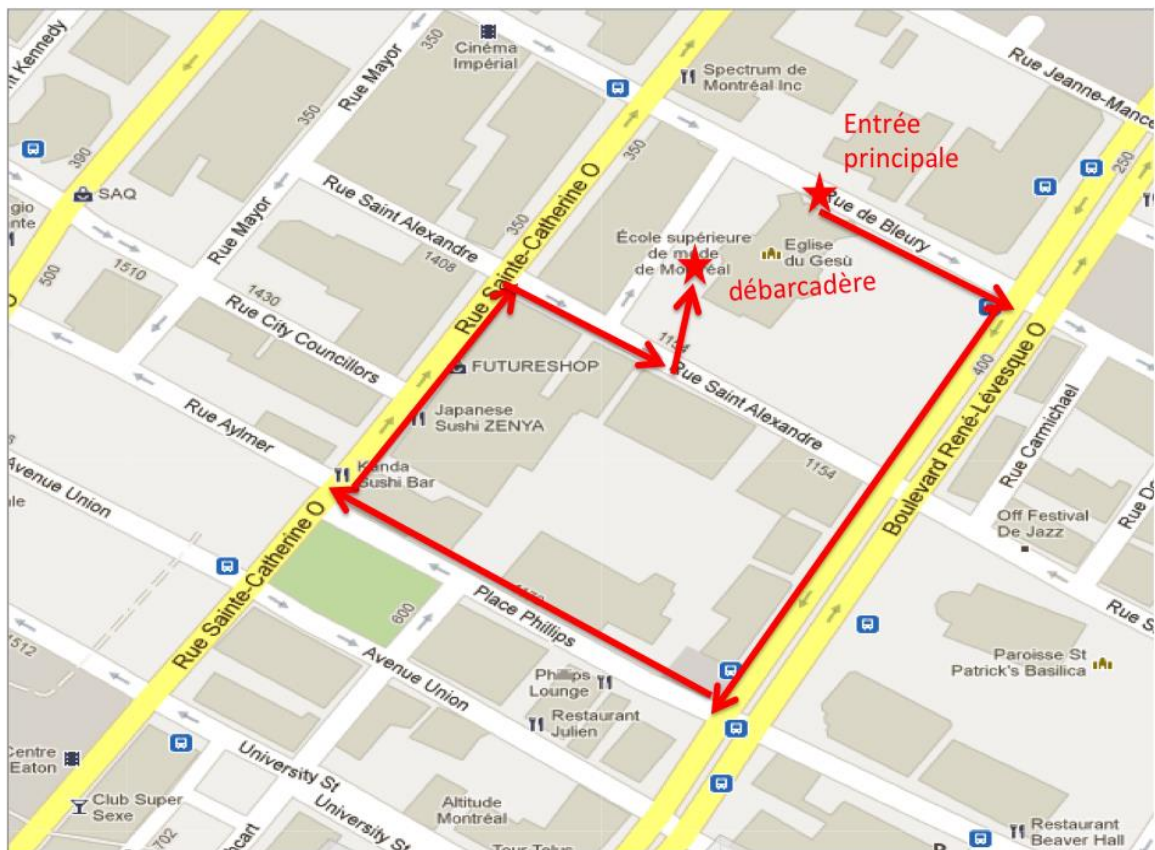 Cinéma
Impérial
350
Rue Mayor
350
nt Kennedy
Rue Jeanne-Mance
Spectrum de
Montréal Inc
Entrée
principale
250
390
SAQ
350
Rue Sainte-Catherine O
Rue Saint Alexandre
350
Rue de Bleury
École supérieure
de mode
de Montréal
Eglise
du Gesù
débarcadère
Rue Mayor
1408
500
1510
1430
Rue City Councillors
1154
FUTURESHOP
Rue Saint Alexandre
400
Boulevard René-Lévesque O
Rue Carmichael
Rue Aylmer
Japanese
Sushi ZENYA
Kanda
Sushi Bar
1154
Avenue Union
Off Festival
De Jazz
Rue Sainte-Catherine O
600
Place Phillips
Avenue Union
1512
Phillips
Lounge
Restaurant
Julien
Paroisse St
Patrick's Basilica
University St
University St
Centre
Eaton
Club Super
Sexe
702
Altitude
Montréal
Tour Telus
Restaurant
Beaver Hall